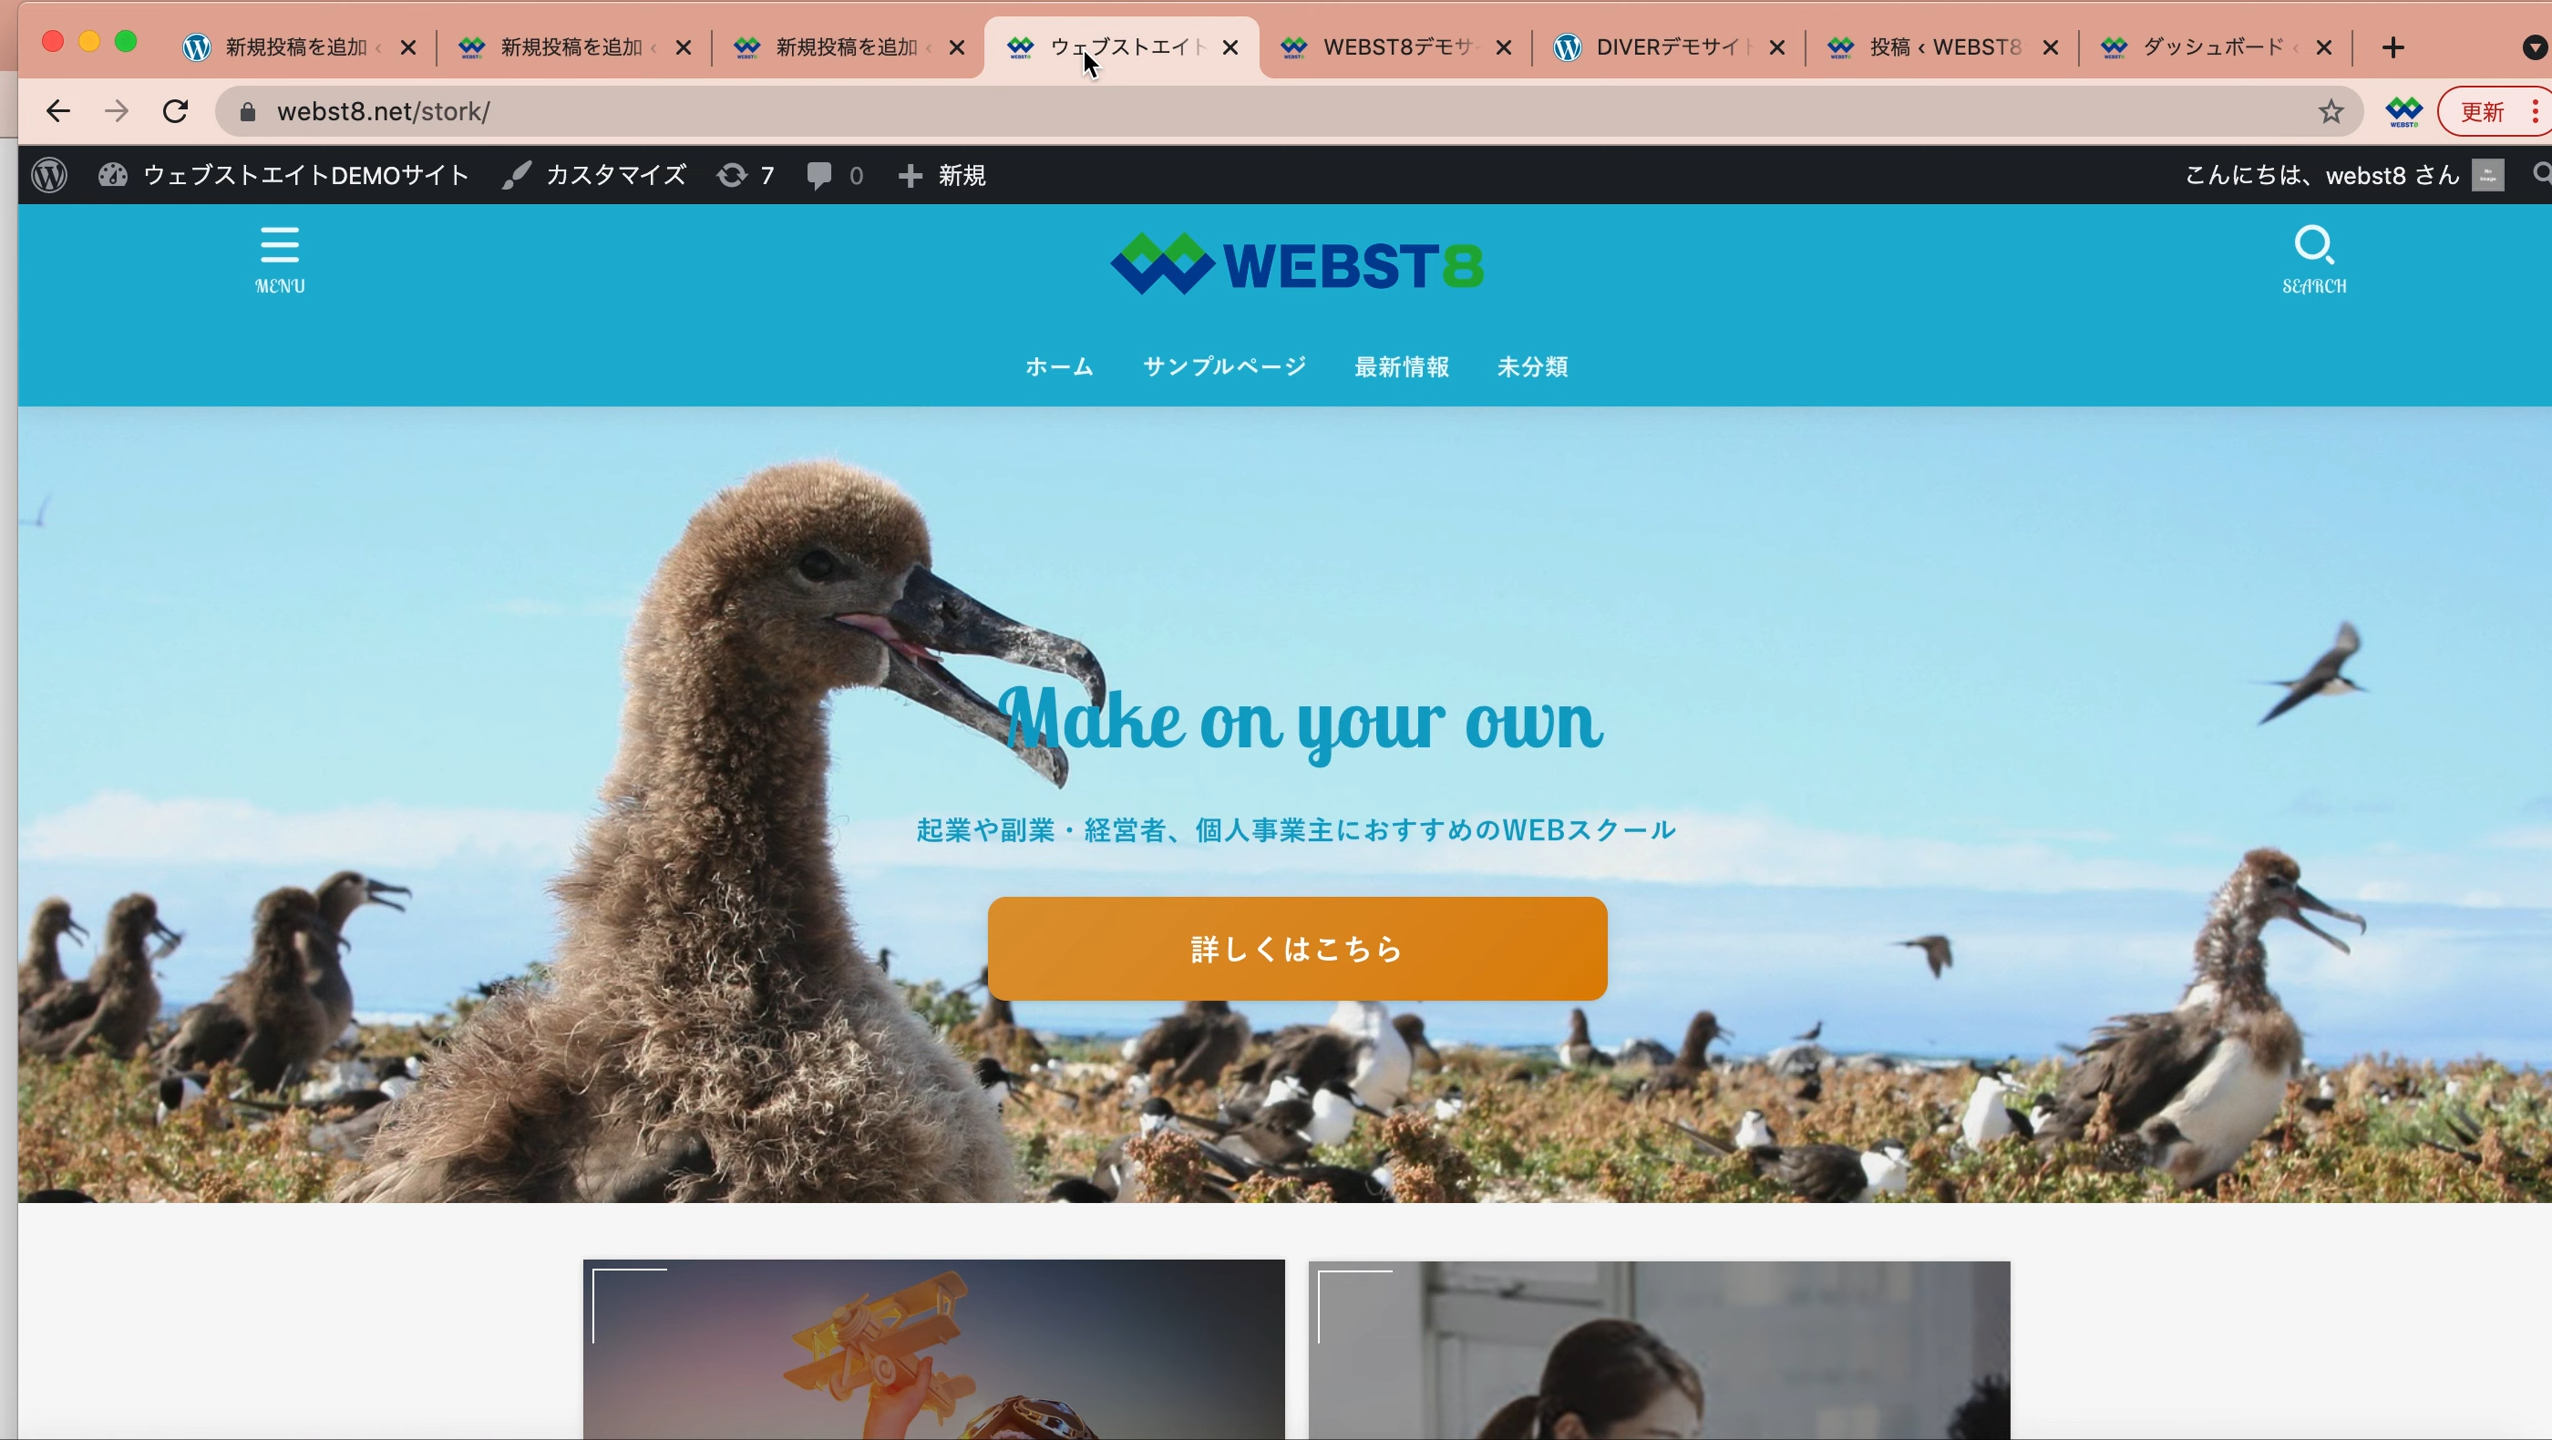 新規投稿を追加 ‹
新規投稿を追加 ‹
新規投稿を追加 ‹
ウェブストエイト
WEBST8デモサ
DIVERデモサイト
投稿 ‹ WEBST8
ダッシュボード ‹
webst8.net/stork/
更新
ウェブストエイトDEMOサイト
カスタマイズ
7
0
新規
こんにちは、webst8 さん
MENU
WEBST8
SEARCH
ホーム サンプルページ 最新情報 未分類
Make on your own
起業や副業・経営者、個人事業主におすすめのWEBスクール
詳しくはこちら